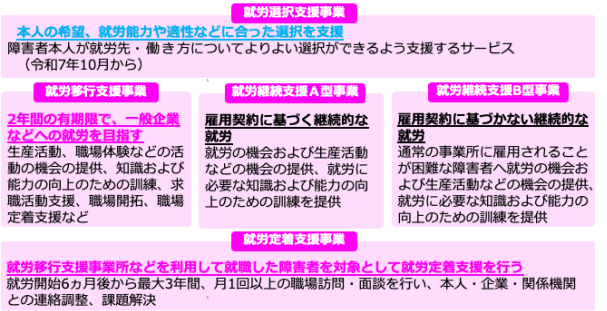 就労選択支援事業
本人の希望、就労能力や適性などに合った選択を支援
障害者本人が就労先・働き方についてよりよい選択ができるよう支援するサービス
（令和7年10月から）
就労移行支援事業
2年間の有期限で、一般企業
などへの就労を目指す
生産活動、職場体験などの活
動の機会の提供、知識および
能力の向上のための訓練、求
職活動支援、職場開拓、職場
定着支援など
就労継続支援A型事業
雇用契約に基づく継続的な
就労
就労の機会および生産活動
などの機会の提供、就労に
必要な知識および能力の向
上のための訓練を提供
就労継続支援B型事業
雇用契約に基づかない継続的な
就労
通常の事業所に雇用されること
が困難な障害者へ就労の機会お
よび生産活動などの機会の提供、
就労に必要な知識および能力の
向上のための訓練を提供
就労定着支援事業
就労移行支援事業所などを利用して就職した障害者を対象として就労定着支援を行う
就労開始6ヵ月後から最大3年間、月1回以上の職場訪問・面談を行い、本人・企業・関係機関
との連絡調整、課題解決